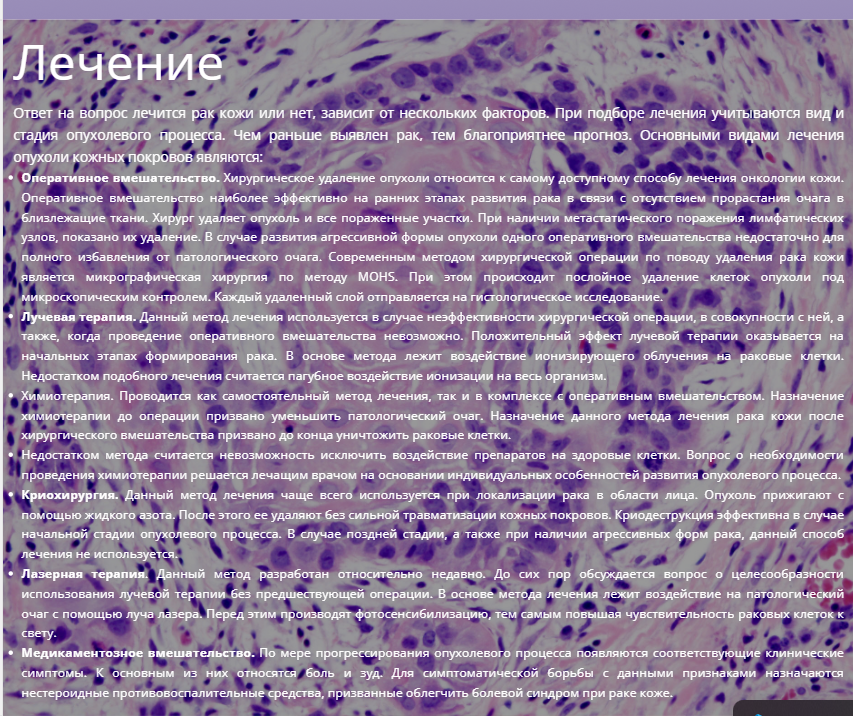 Лечение
Ответ на вопрос лечится рак кожи или нет, зависит от нескольких факторов. При подборе лечения учитываются вид и
стадия опухолевого процесса. Чем раньше выявлен рак, тем благоприятнее прогноз. Основными видами лечения
опухоли кожных покровов являются:
• Оперативное вмешательство. Хирургическое удаление опухоли относится к самому доступному способу лечения онкологии кожи.
Оперативное вмешательство наиболее эффективно на ранних этапах развития рака в связи с отсутствием прорастания очага в
близлежащие ткани. Хирург удаляет опухоль и все пораженные участки. При наличии метастатического поражения лимфатических
узлов, показано их удаление. В случае развития агрессивной формы опухоли одного оперативного вмешательства недостаточно для
полного избавления от патологического очага. Современным методом хирургической операции по поводу удаления рака кожи
является микрографическая хирургия по методу MOHS. При этом происходит послойное удаление клеток опухоли под
микроскопическим контролем. Каждый удаленный слой отправляется на гистологическое исследование.
• Лучевая терапия. Данный метод лечения используется в случае неэффективности хирургической операции, в совокупности с ней, а
также, когда проведение оперативного вмешательства невозможно. Положительный эффект лучевой терапии оказывается на
начальных этапах формирования рака. В основе метода лежит воздействие ионизирующего облучения на раковые клетки.
Недостатком подобного лечения считается пагубное воздействие ионизации на весь организм.
• Химиотерапия. Проводится как самостоятельный метод лечения, так и в комплексе с оперативным вмешательством. Назначение
химиотерапии до операции призвано уменьшить патологический очаг. Назначение данного метода лечения рака кожи после
хирургического вмешательства призвано до конца уничтожить раковые клетки.
• Недостатком метода считается невозможность исключить воздействие препаратов на здоровые клетки. Вопрос о необходимости
проведения химиотерапии решается лечащим врачом на основании индивидуальных особенностей развития опухолевого процесса.
• Криохирургия. Данный метод лечения чаще всего используется при локализации рака в области лица. Опухоль прижигают с
помощью жидкого азота. После этого ее удаляют без сильной травматизации кожных покровов. Криодеструкция эффективна в случае
начальной стадии опухолевого процесса. В случае поздней стадии, а также при наличии агрессивных форм рака, данный способ
лечения не используется.
• Лазерная терапия. Данный метод разработан относительно недавно. До сих пор обсуждается вопрос о целесообразности
использования лучевой терапии без предшествующей операции. В основе метода лечения лежит воздействие на патологический
очаг с помощью луча лазера. Перед этим производят фотосенсибилизацию, тем самым повышая чувствительность раковых клеток к
свету.
• Медикаментозное вмешательство. По мере прогрессирования опухолевого процесса появляются соответствующие клинические
симптомы. К основным из них относятся боль и зуд. Для симптоматической борьбы с данными признаками назначаются
нестероидные противовоспалительные средства, призванные облегчить болевой синдром при раке коже.